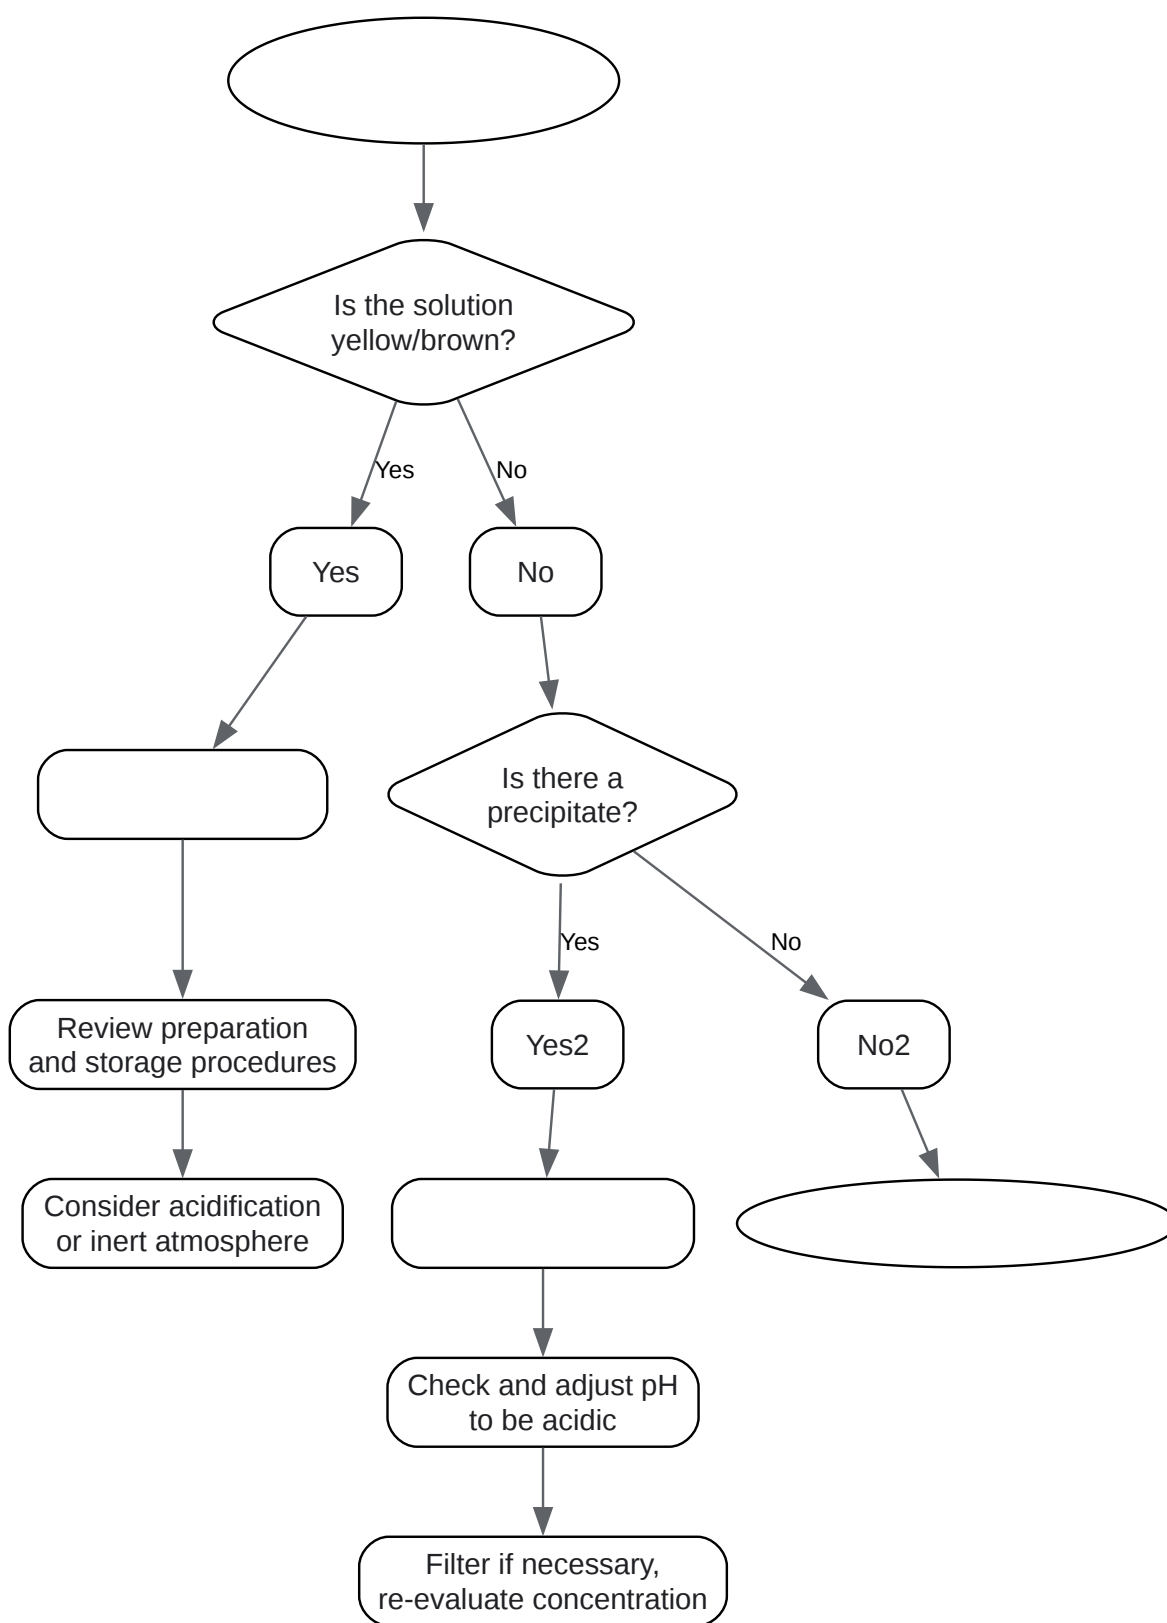 Is the solution
yellow/brown?
Yes
No
Yes
No
Is there a
precipitate?
Yes
No
Review preparation
and storage procedures
Yes2
No2
Consider acidification
or inert atmosphere
Check and adjust pH
to be acidic
Filter if necessary,
re-evaluate concentration